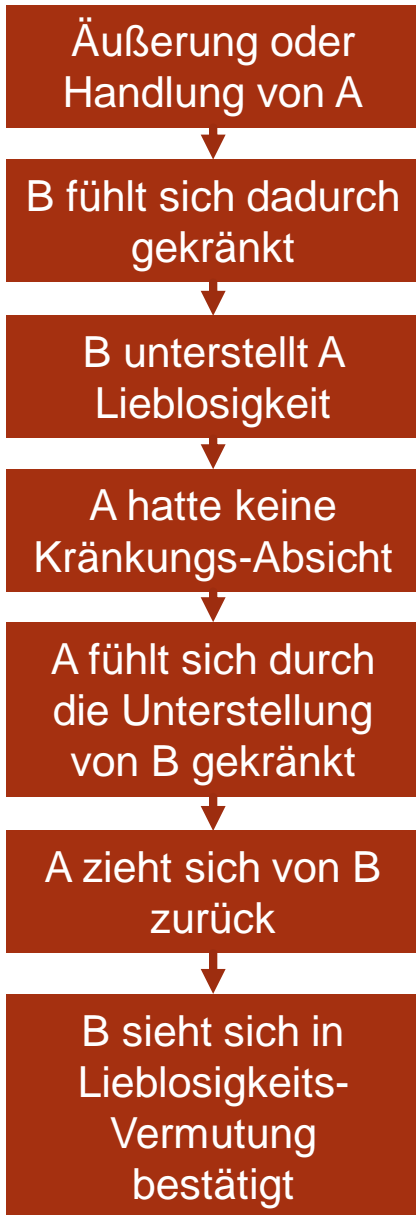 Äußerung oder
Handlung von A
B fühlt sich dadurch
gekränkt
B unterstellt A
Lieblosigkeit
A hatte keine
Kränkungs-Absicht
A fühlt sich durch
die Unterstellung
von B gekränkt
A zieht sich von B
zurück
B sieht sich in
Lieblosigkeits-
Vermutung
bestätigt